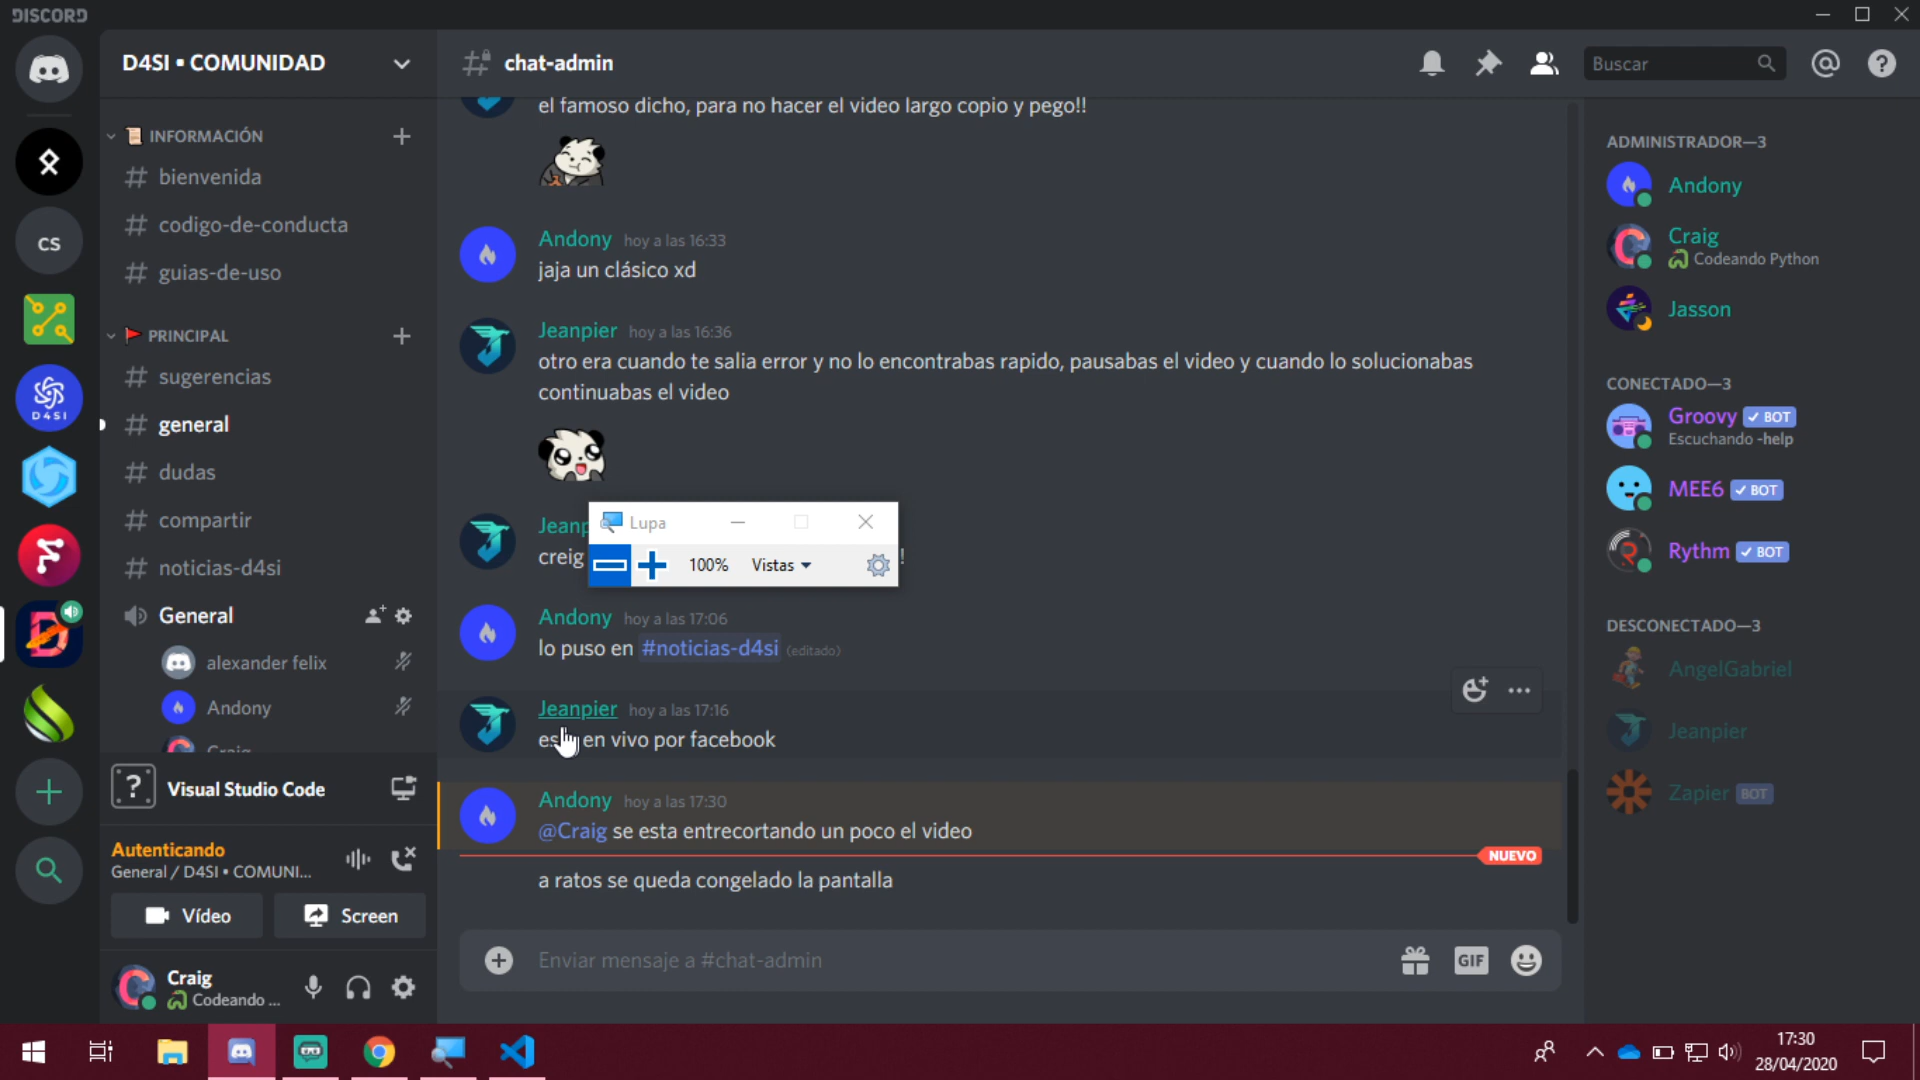 DISCORD
D4SI • COMUNIDAD
INFORMACIÓN
bienvenida
codigo-de-conducta
guias-de-uso
PRINCIPAL
sugerencias
general
dudas
compartir
noticias-d4si
General
alexander felix
Andony
Craig
Visual Studio Code
Autenticando
General / D4SI • COMUNI...
Vídeo
Screen
Craig
Codeando ...
CS
D4SI
chat-admin
Buscar
el famoso dicho, para no hacer el video largo copio y pego!!
Andony hoy a las 16:33
jaja un clásico xd
Jeanpier hoy a las 16:36
otro era cuando te salia error y no lo encontrabas rapido, pausabas el video y cuando lo solucionabas
continuabas el video
creig !
Lupa
100% Vistas
Andony hoy a las 17:06
lo puso en #noticias-d4si (editado)
Jeanpier hoy a las 17:16
en vivo por facebook
Andony hoy a las 17:30
@Craig se esta entrecortando un poco el video
NUEVO
a ratos se queda congelado la pantalla
Enviar mensaje a #chat-admin
GIF
ADMINISTRADOR—3
Andony
Craig
Codeando Python
Jasson
CONECTADO—3
Groovy BOT
Escuchando -help
MEE6 BOT
Rythm BOT
DESCONECTADO—3
AngelGabriel
Jeanpier
Zapier BOT
17:30
28/04/2020